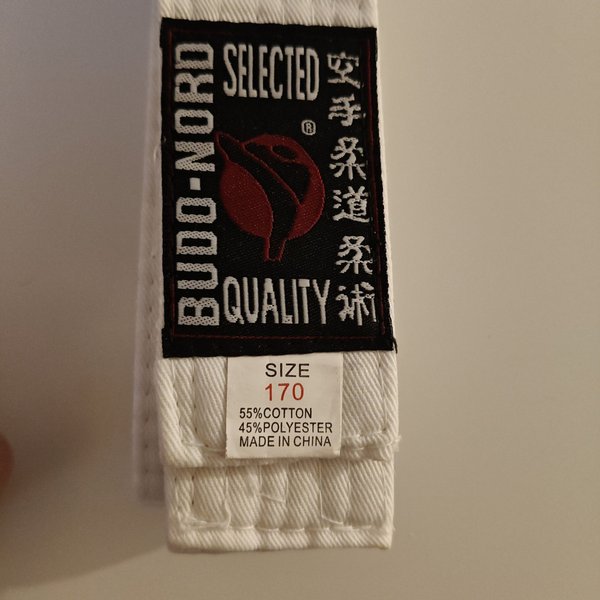 BUDO-NORD
SELECTED
®
QUALITY
空手柔道柔術
SIZE
170
55%COTTON
45%POLYESTER
MADE IN CHINA